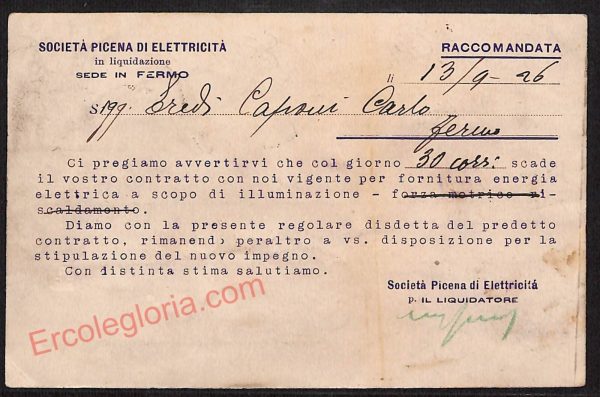 SOCIETÀ PICENA DI ELETTRICITÀ
in liquidazione
SEDE IN FERMO
RACCOMANDATA
lì 13/9-26
Sigg. Eredi Caponi Carlo
fermo
Ci pregiamo avvertirvi che col giorno 30 corr: scade
il vostro contratto con noi vigente per fornitura energia
elettrica a scopo di illuminazione - forza motrice ri-
scaldamento.
Diamo con la presente regolare disdetta del predetto
contratto, rimanendo peraltro a vs. disposizione per la
stipulazione del nuovo impegno.
Con distinta stima salutiamo.
Società Picena di Elettricità
p. IL LIQUIDATORE
Ercolegloria.com